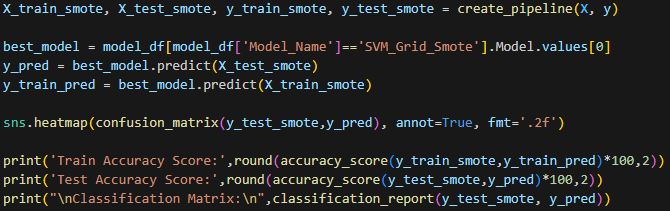 X_train_smote, X_test_smote, y_train_smote, y_test_smote = create_pipeline(X, y)
best_model = model_df[model_df['Model_Name']=='SVM_Grid_Smote'].Model.values[0]
y_pred = best_model.predict(X_test_smote)
y_train_pred = best_model.predict(X_train_smote)
sns.heatmap(confusion_matrix(y_test_smote,y_pred), annot=True, fmt='.2f')
print('Train Accuracy Score:',round(accuracy_score(y_train_smote,y_train_pred)*100,2))
print('Test Accuracy Score:',round(accuracy_score(y_test_smote,y_pred)*100,2))
print("\nClassification Matrix:\n",classification_report(y_test_smote, y_pred))